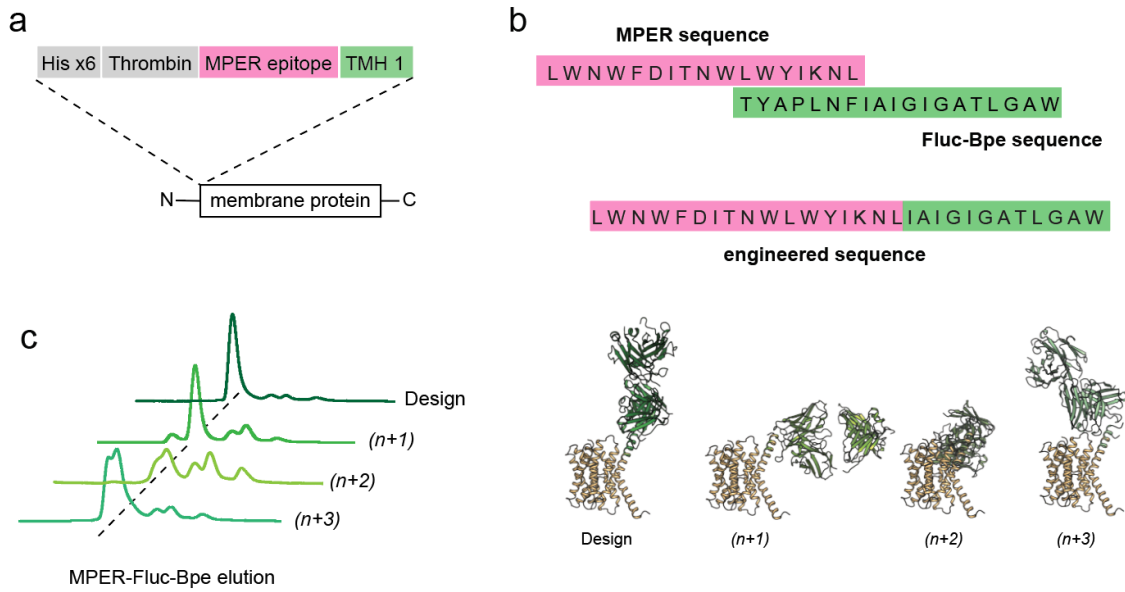 a
His x6 Thrombin MPER epitope TMH 1
N membrane protein C
b
MPER sequence
L W N W F D I T N W L W Y I K N L
T Y A P L N F I A I G I G A T L G A W
Fluc-Bpe sequence
L W N W F D I T N W L W Y I K N L I A I G I G A T L G A W
engineered sequence
c
Design
(n+1)
(n+2)
(n+3)
MPER-Fluc-Bpe elution
Design
(n+1)
(n+2)
(n+3)